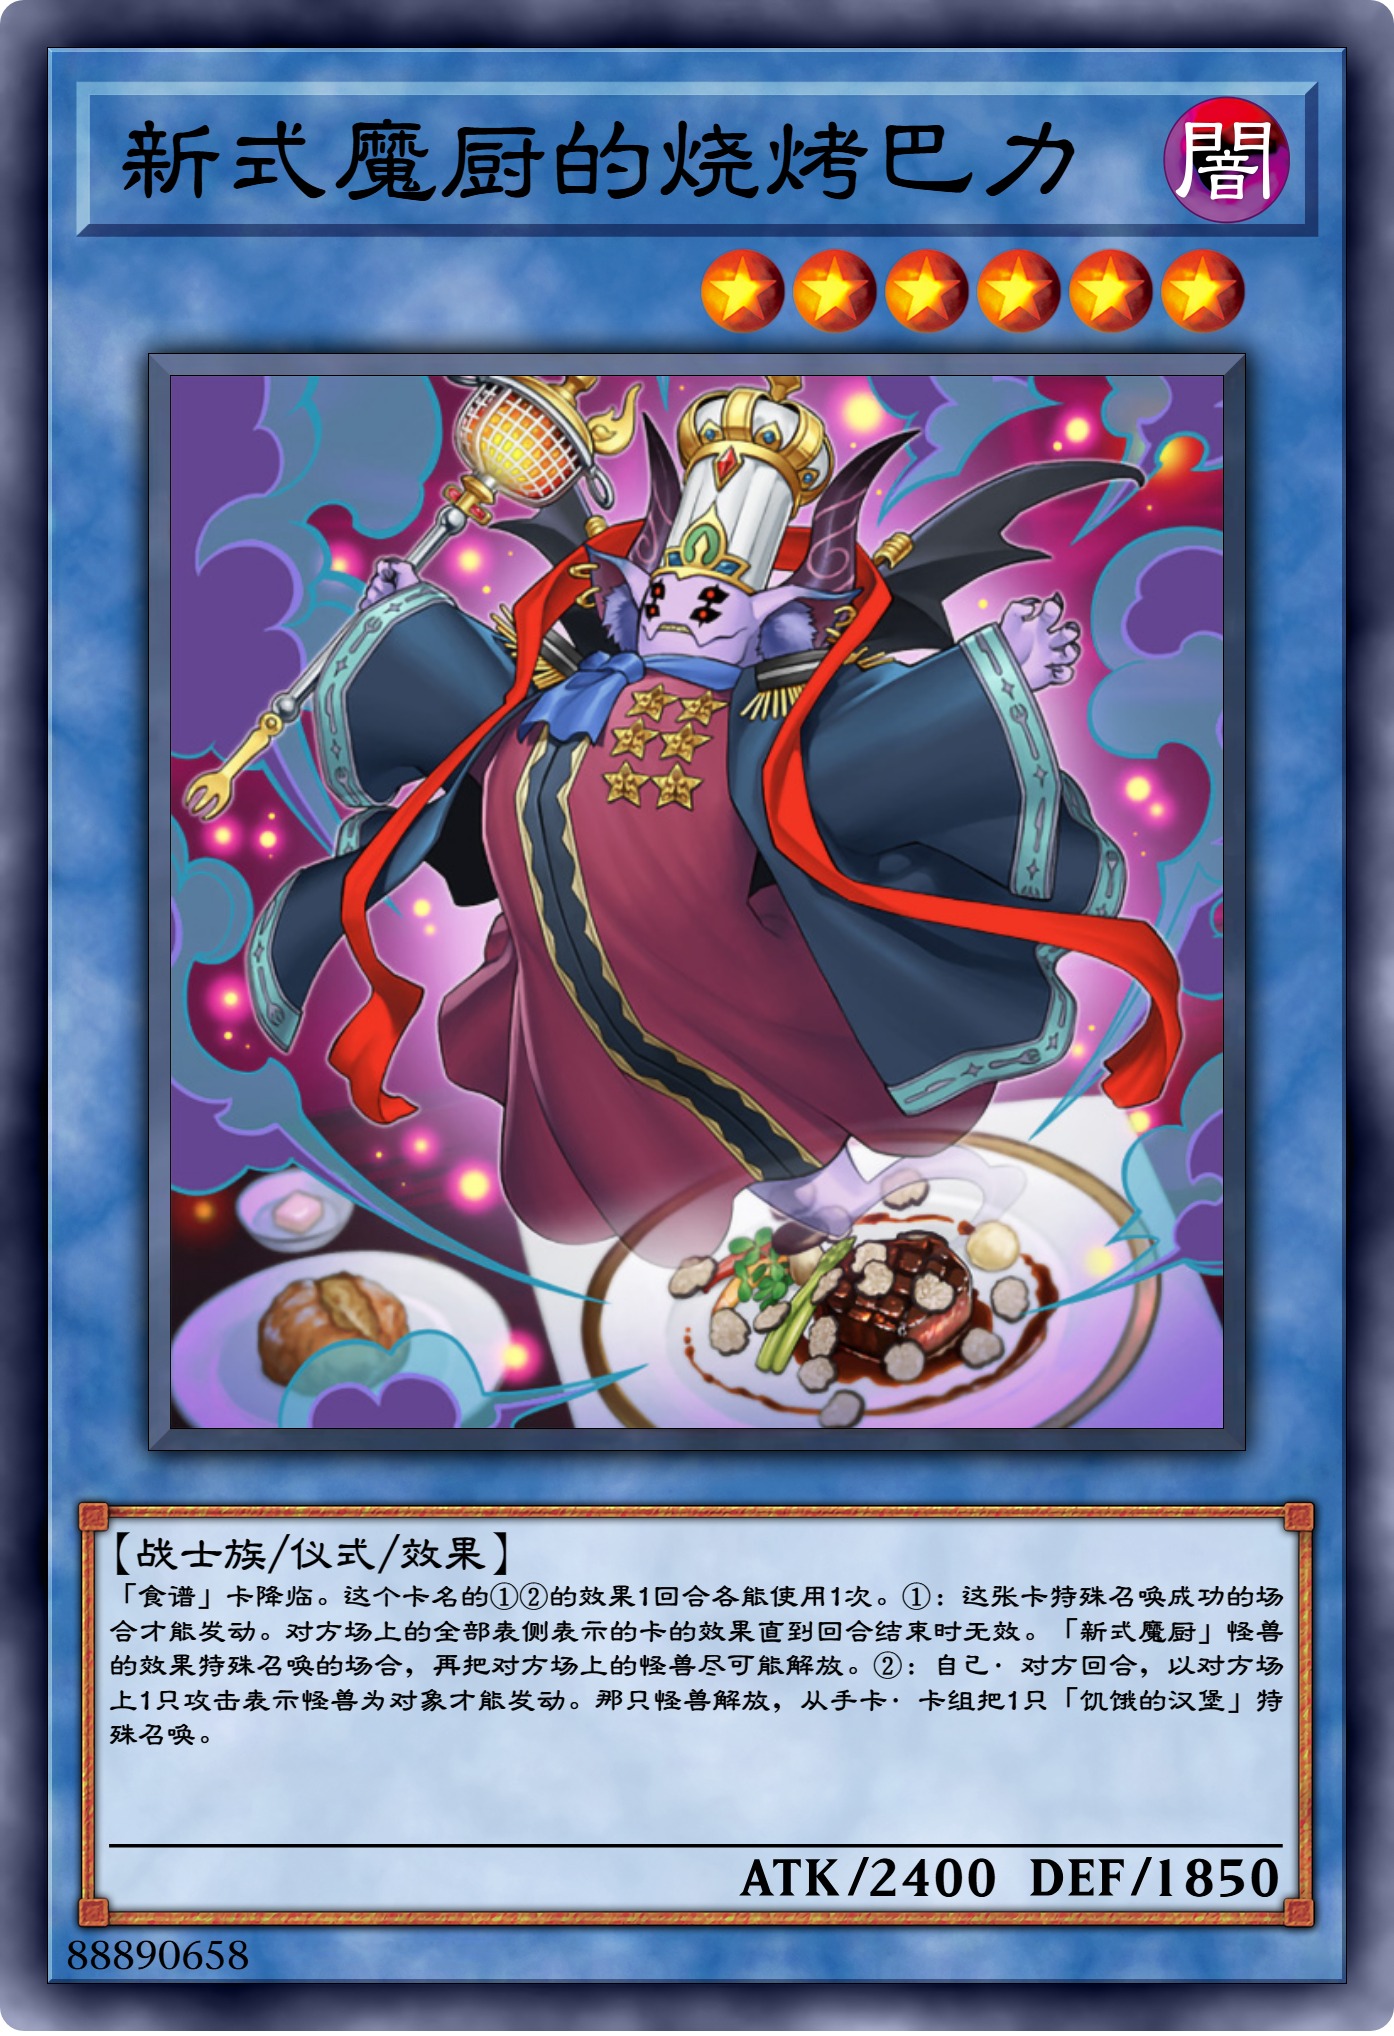 新式魔厨的烧烤巴力
闇
【战士族/仪式/效果】
「食谱」卡降临。这个卡名的①②的效果1回合各能使用1次。①：这张卡特殊召唤成功的场
合才能发动。对方场上的全部表侧表示的卡的效果直到回合结束时无效。「新式魔厨」怪兽
的效果特殊召唤的场合，再把对方场上的怪兽尽可能解放。②：自己·对方回合，以对方场
上1只攻击表示怪兽为对象才能发动。那只怪兽解放，从手卡·卡组把1只「饥饿的汉堡」特
殊召唤。
ATK/2400 DEF/1850
88890658